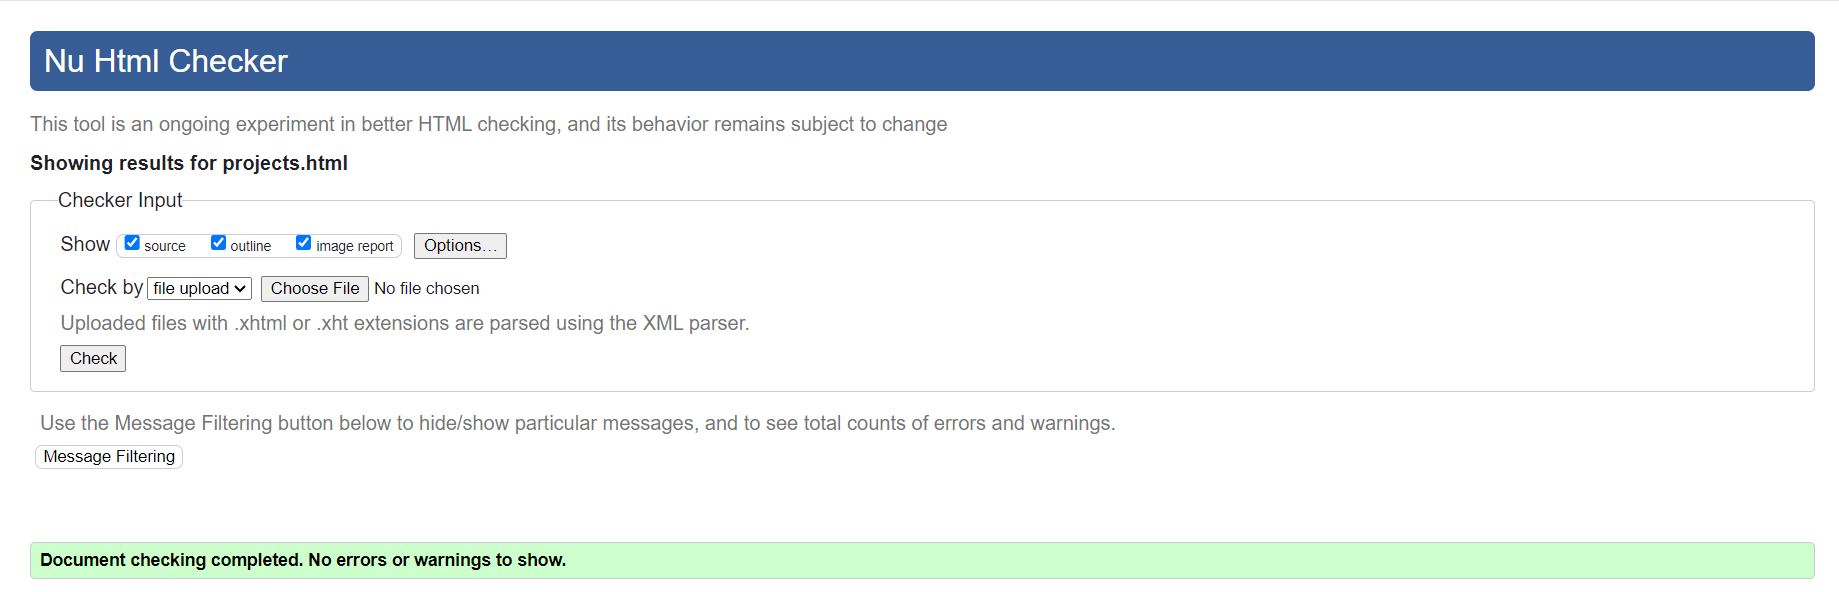 Nu Html Checker
This tool is an ongoing experiment in better HTML checking, and its behavior remains subject to change
Showing results for projects.html
Checker Input
Show source outline image report Options...
Check by file upload Choose File No file chosen
Uploaded files with .xhtml or .xht extensions are parsed using the XML parser.
Check
Use the Message Filtering button below to hide/show particular messages, and to see total counts of errors and warnings.
Message Filtering
Document checking completed. No errors or warnings to show.